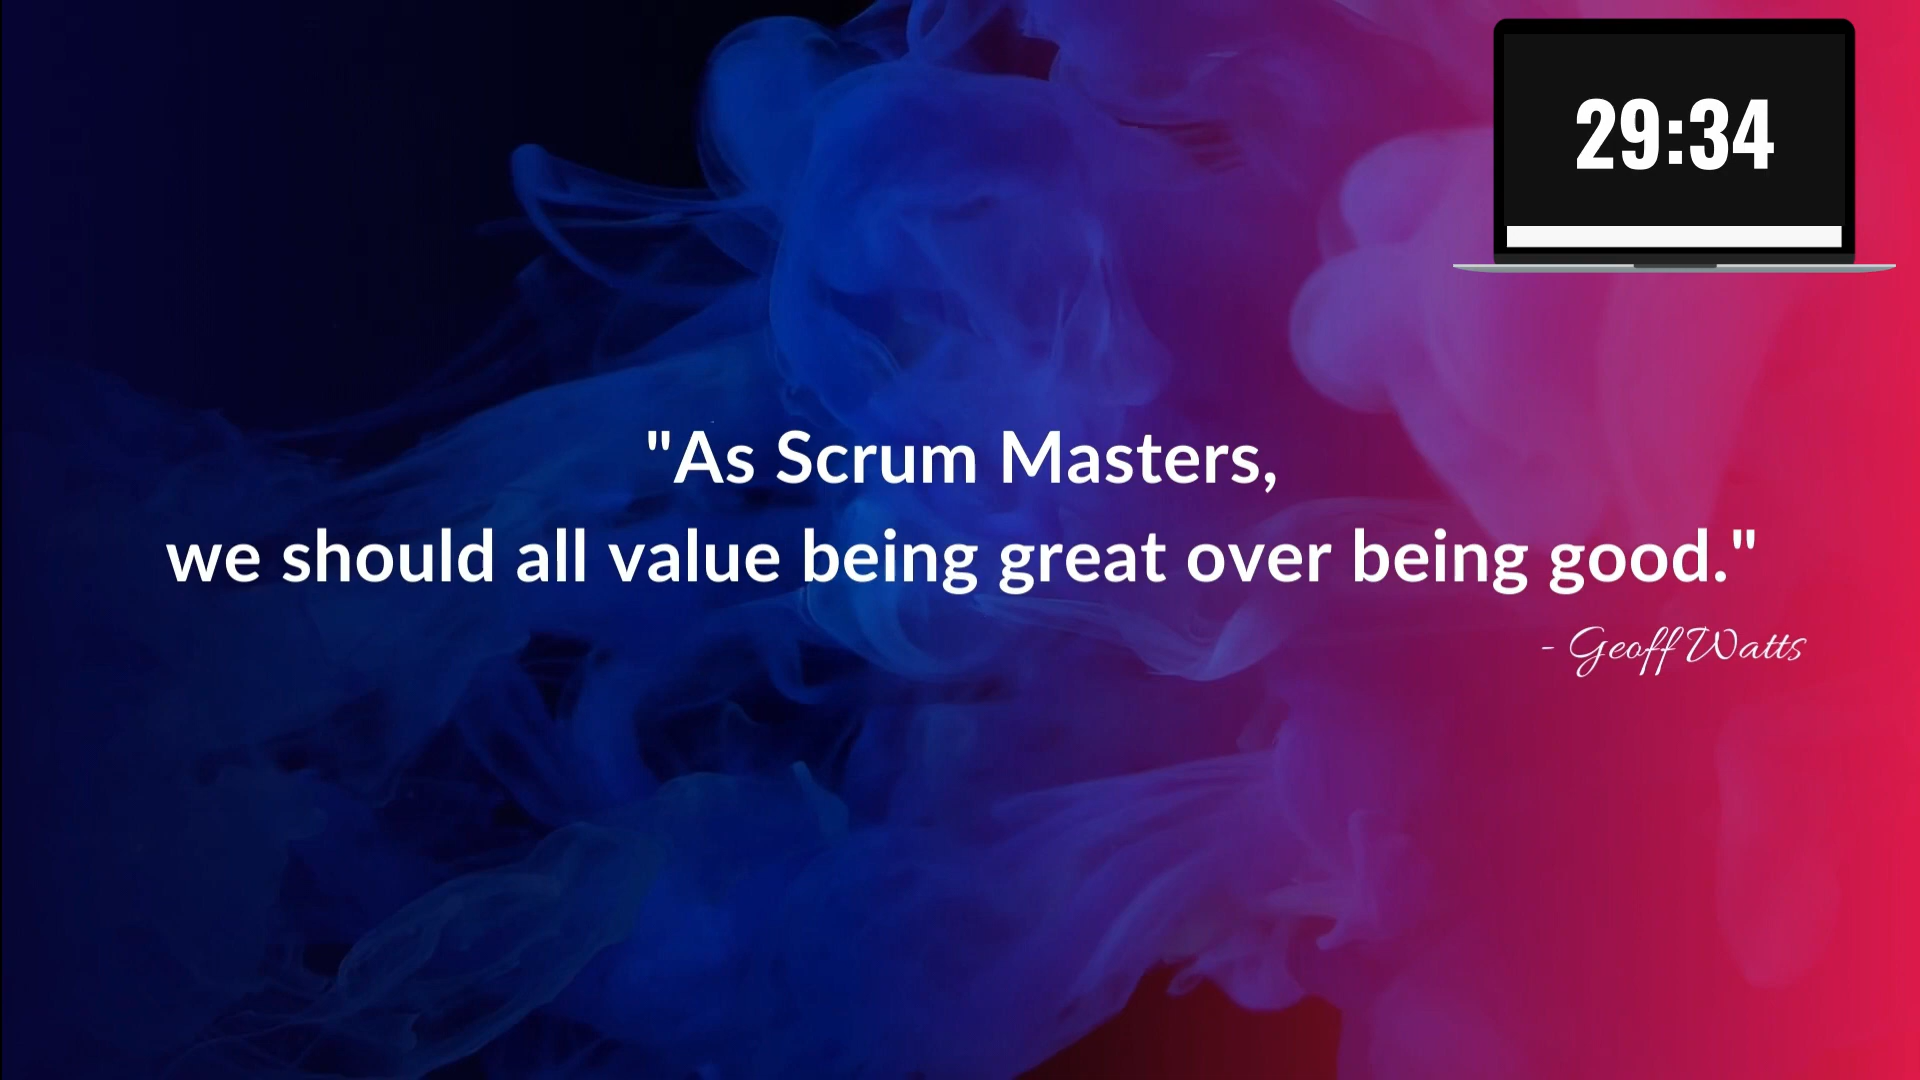 29:34
"As Scrum Masters,
we should all value being great over being good."
- Geoff Watts